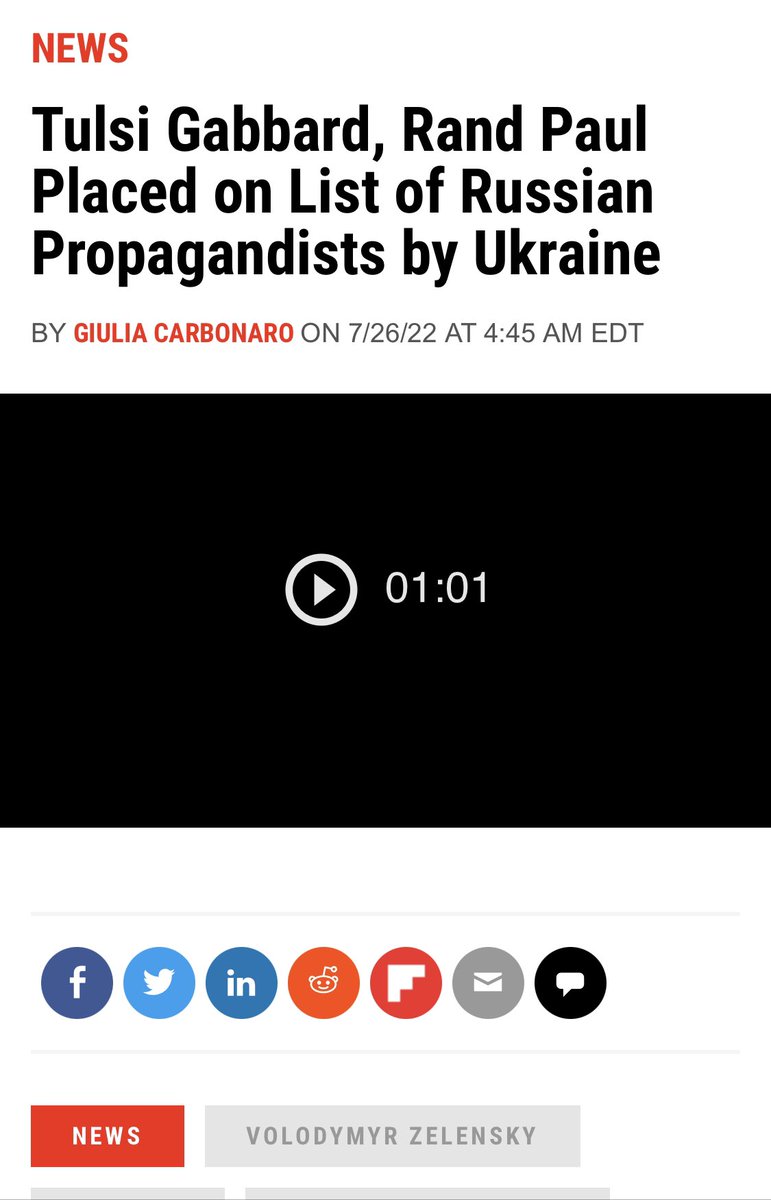 NEWS
Tulsi Gabbard, Rand Paul
Placed on List of Russian
Propagandists by Ukraine
BY GIULIA CARBONARO ON 7/26/22 AT 4:45 AM EDT
01:01
NEWS
VOLODYMYR ZELENSKY